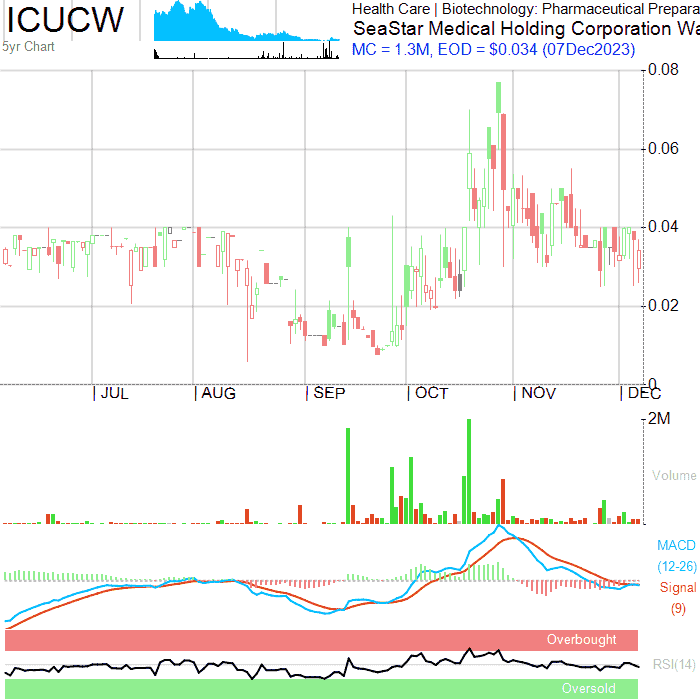 ICUCW
5yr Chart
Health Care | Biotechnology: Pharmaceutical Prepara
SeaStar Medical Holding Corporation Wa
MC = 1.3M, EOD = $0.034 (07Dec2023)
0.08
0.06
0.04
0.02
0
| JUL | AUG | SEP | OCT | NOV | DEC
2M
Volume
MACD
(12-26)
Signal
(9)
Overbought
RSI(14)
Oversold